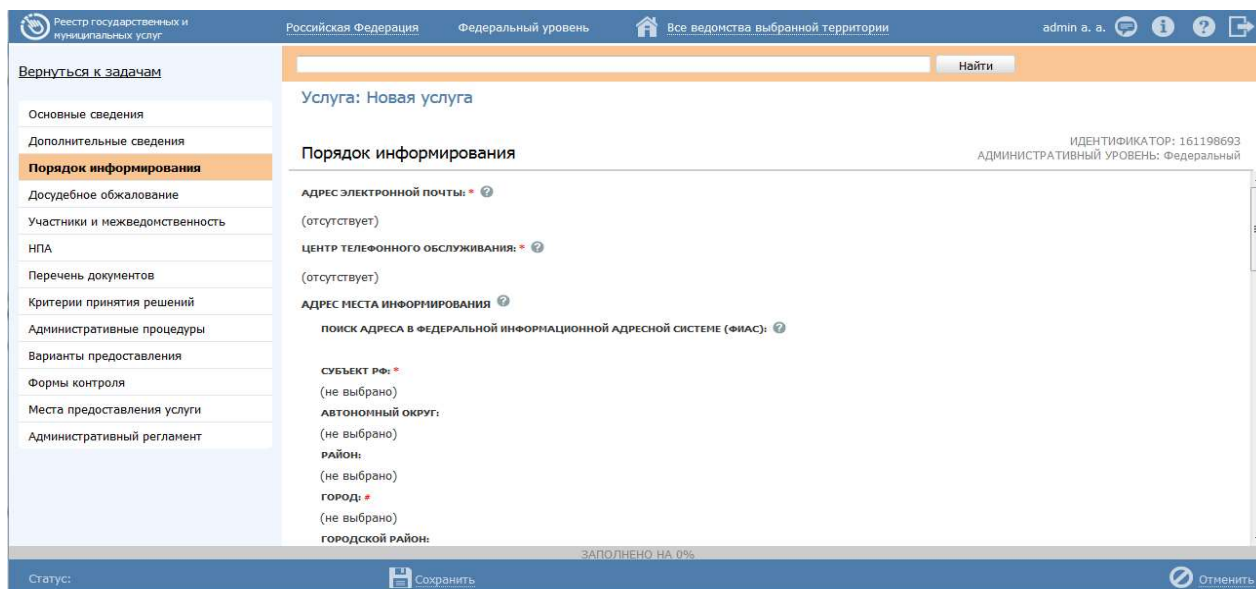 Реестр государственных и
муниципальных услуг
Российская Федерация
Федеральный уровень
Все ведомства выбранной территории
admin a. a.
Вернуться к задачам
Найти
Основные сведения
Дополнительные сведения
Порядок информирования
Досудебное обжалование
Участники и межведомственность
НПА
Перечень документов
Критерии принятия решений
Административные процедуры
Варианты предоставления
Формы контроля
Места предоставления услуги
Административный регламент
Услуга: Новая услуга
ИДЕНТИФИКАТОР: 161198693
АДМИНИСТРАТИВНЫЙ УРОВЕНЬ: Федеральный
Порядок информирования
АДРЕС ЭЛЕКТРОННОЙ ПОЧТЫ: * ?
(отсутствует)
ЦЕНТР ТЕЛЕФОННОГО ОБСЛУЖИВАНИЯ: * ?
(отсутствует)
АДРЕС МЕСТА ИНФОРМИРОВАНИЯ ?
ПОИСК АДРЕСА В ФЕДЕРАЛЬНОЙ ИНФОРМАЦИОННОЙ АДРЕСНОЙ СИСТЕМЕ (ФИАС): ?
СУБЪЕКТ РФ: *
(не выбрано)
АВТОНОМНЫЙ ОКРУГ:
(не выбрано)
РАЙОН:
(не выбрано)
ГОРОД: #
(не выбрано)
ГОРОДСКОЙ РАЙОН:
ЗАПОЛНЕНО НА 0%
Статус:
Сохранить
Отменить